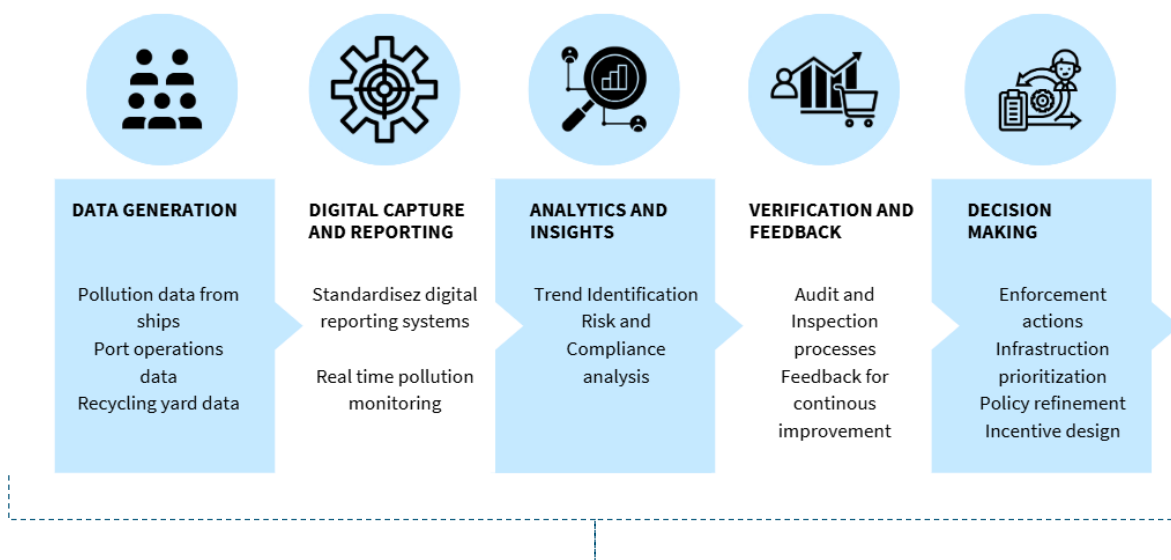 DATA GENERATION
Pollution data from
ships
Port operations
data
Recycling yard data
DIGITAL CAPTURE
AND REPORTING
Standardisez digital
reporting systems
Real time pollution
monitoring
ANALYTICS AND
INSIGHTS
Trend Identification
Risk and
Compliance
analysis
VERIFICATION AND
FEEDBACK
Audit and
Inspection
processes
Feedback for
continous
improvement
DECISION
MAKING
Enforcement
actions
Infrastruction
prioritization
Policy refinement
Incentive design